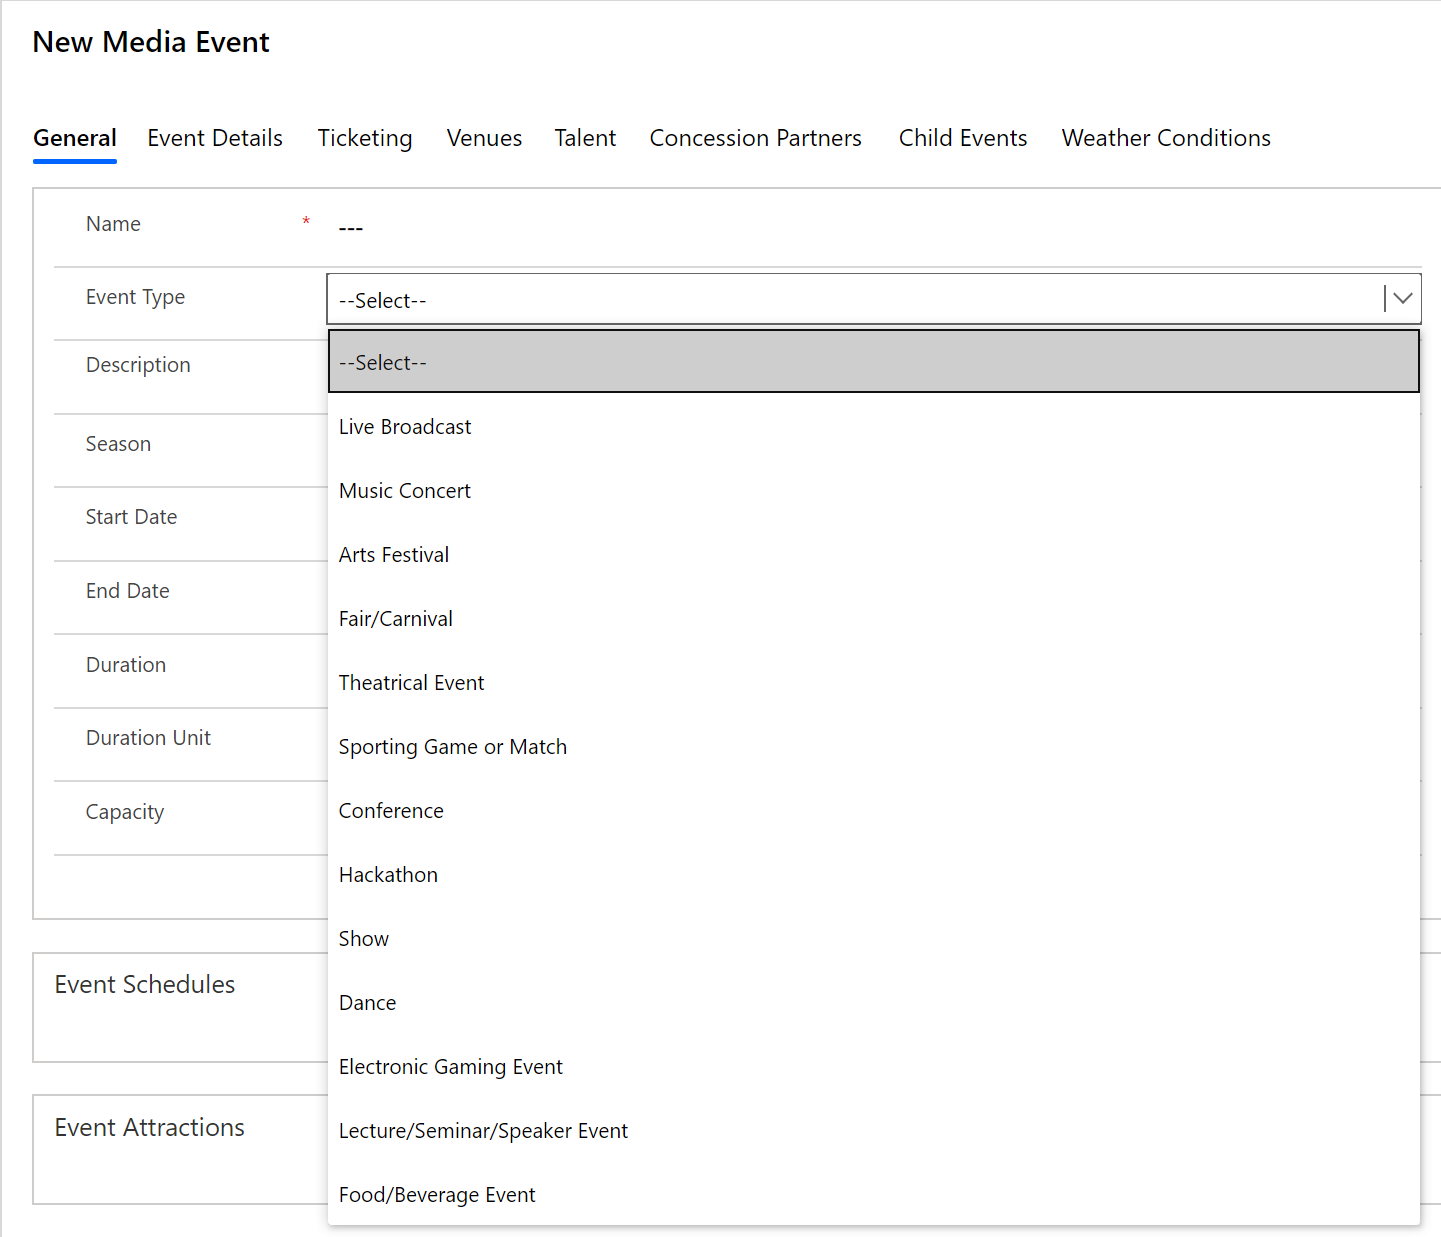 New Media Event
General Event Details Ticketing Venues Talent Concession Partners Child Events Weather Conditions
Name * ---
Event Type --Select--
--Select--
Description
Live Broadcast
Season
Music Concert
Start Date
Arts Festival
End Date
Fair/Carnival
Duration
Theatrical Event
Duration Unit
Sporting Game or Match
Capacity
Conference
Hackathon
Show
Event Schedules
Dance
Electronic Gaming Event
Event Attractions
Lecture/Seminar/Speaker Event
Food/Beverage Event